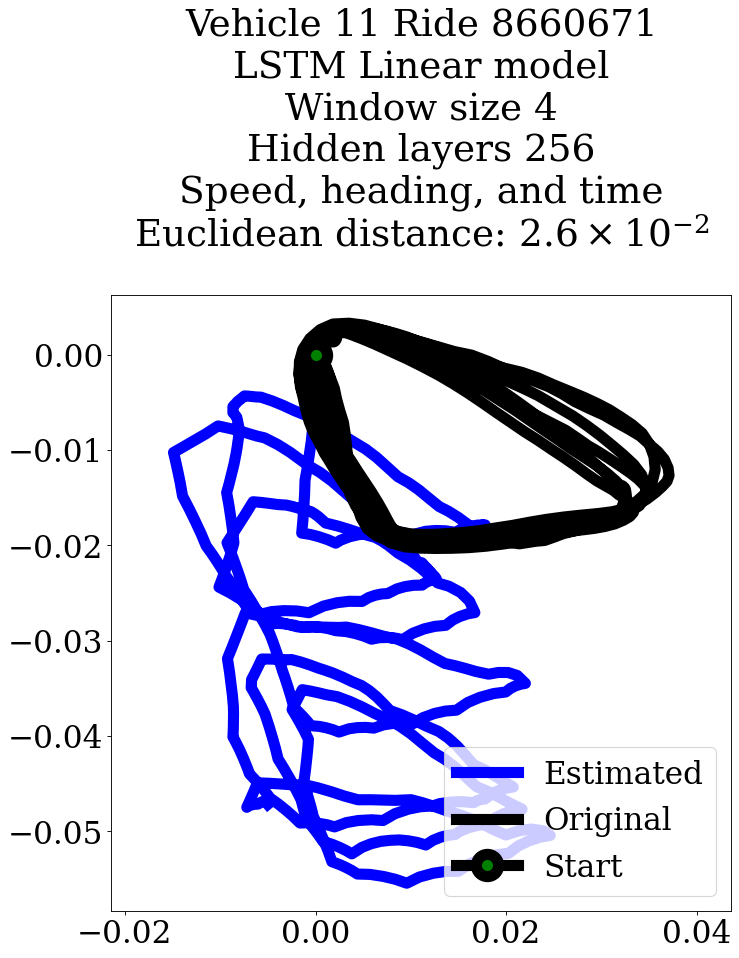 Vehicle 11 Ride 8660671
LSTM Linear model
Window size 4
Hidden layers 256
Speed, heading, and time
Euclidean distance: 2.6 × 10⁻²
0.00
−0.01
−0.02
−0.03
−0.04
−0.05
Estimated
Original
Start
−0.02
0.00
0.02
0.04